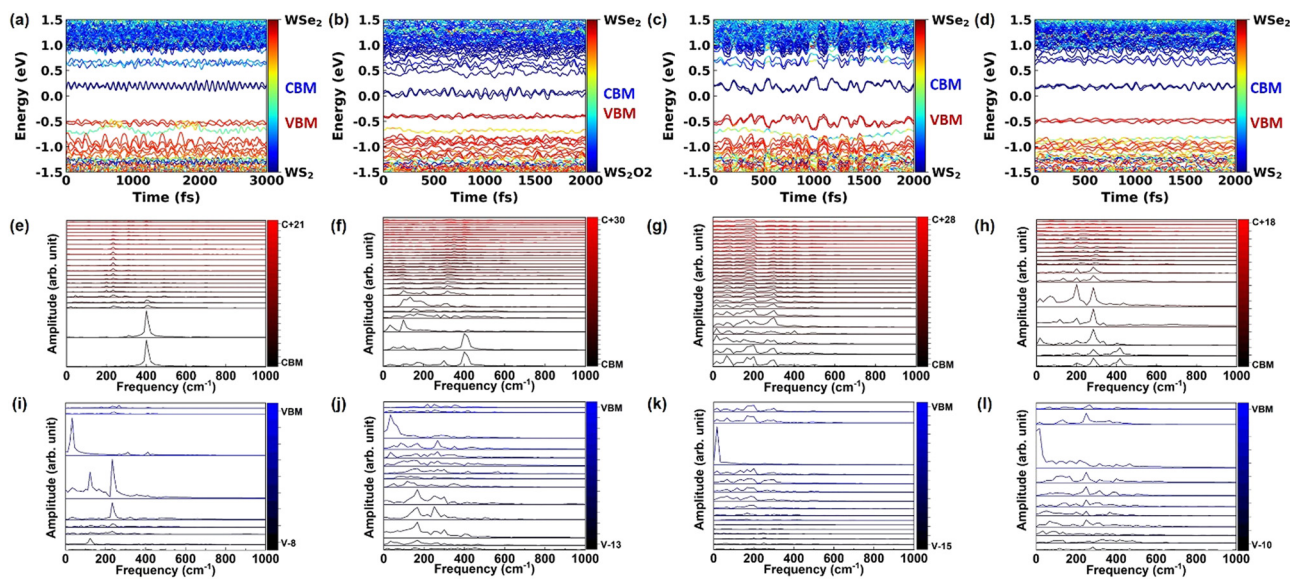 (a)
1.5
1.0
0.5
0.0
-0.5
-1.0
-1.5
Energy (eV)
0 1000 2000 3000
Time (fs)
WSe2
CBM
VBM
WS2
(b)
1.5
1.0
0.5
0.0
-0.5
-1.0
-1.5
Energy (eV)
0 500 1000 1500 2000
Time (fs)
WSe2
CBM
VBM
WS2O2
(c)
1.5
1.0
0.5
0.0
-0.5
-1.0
-1.5
Energy (eV)
0 500 1000 1500 2000
Time (fs)
WSe2
CBM
VBM
WS2
(d)
1.5
1.0
0.5
0.0
-0.5
-1.0
-1.5
Energy (eV)
0 500 1000 1500 2000
Time (fs)
WSe2
CBM
VBM
WS2
(e)
Amplitude (arb. unit)
0 200 400 600 800 1000
Frequency (cm-1)
C+21
CBM
(f)
Amplitude (arb. unit)
0 200 400 600 800 1000
Frequency (cm-1)
C+30
CBM
(g)
Amplitude (arb. unit)
0 200 400 600 800 1000
Frequency (cm-1)
C+28
CBM
(h)
Amplitude (arb. unit)
0 200 400 600 800 1000
Frequency (cm-1)
C+18
CBM
(i)
Amplitude (arb. unit)
0 200 400 600 800 1000
Frequency (cm-1)
VBM
V-8
(j)
Amplitude (arb. unit)
0 200 400 600 800 1000
Frequency (cm-1)
VBM
V-13
(k)
Amplitude (arb. unit)
0 200 400 600 800 1000
Frequency (cm-1)
VBM
V-15
(l)
Amplitude (arb. unit)
0 200 400 600 800 1000
Frequency (cm-1)
VBM
V-10